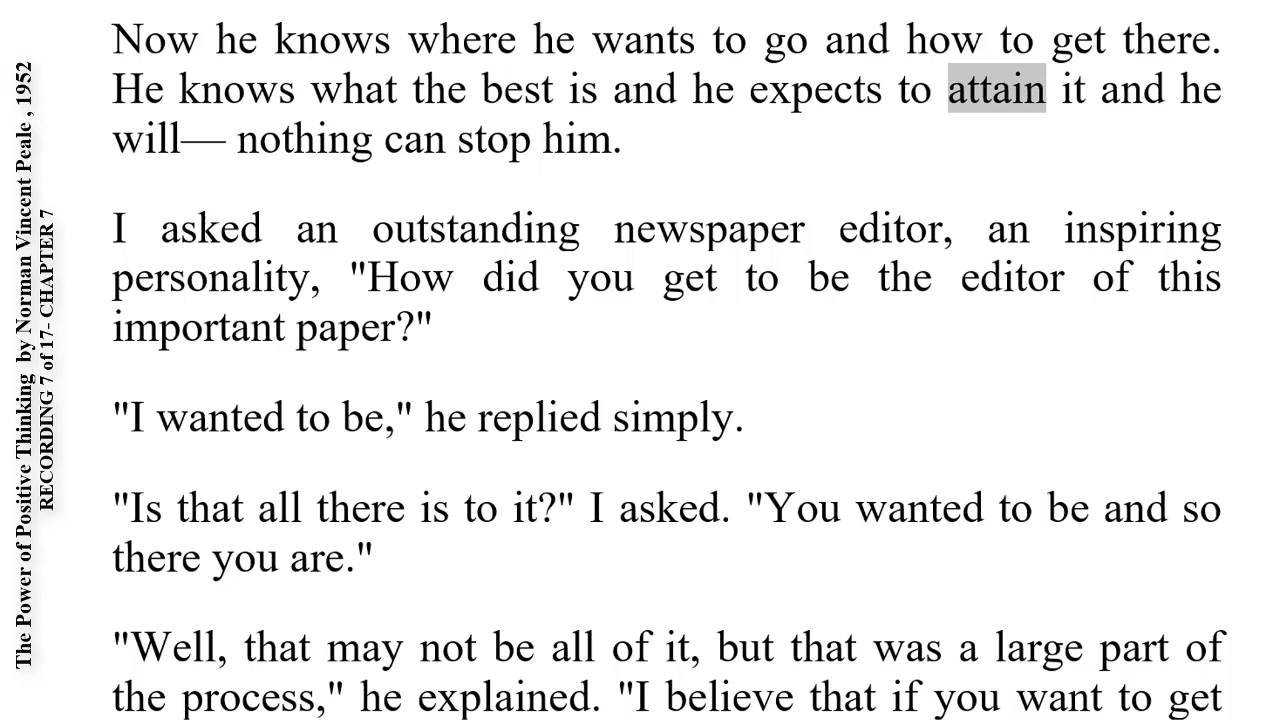 The Power of Positive Thinking by Norman Vincent Peale , 1952
RECORDING 7 of 17- CHAPTER 7
Now he knows where he wants to go and how to get there.
He knows what the best is and he expects to attain it and he
will— nothing can stop him.
I asked an outstanding newspaper editor, an inspiring
personality, "How did you get to be the editor of this
important paper?"
"I wanted to be," he replied simply.
"Is that all there is to it?" I asked. "You wanted to be and so
there you are."
"Well, that may not be all of it, but that was a large part of
the process," he explained. "I believe that if you want to get